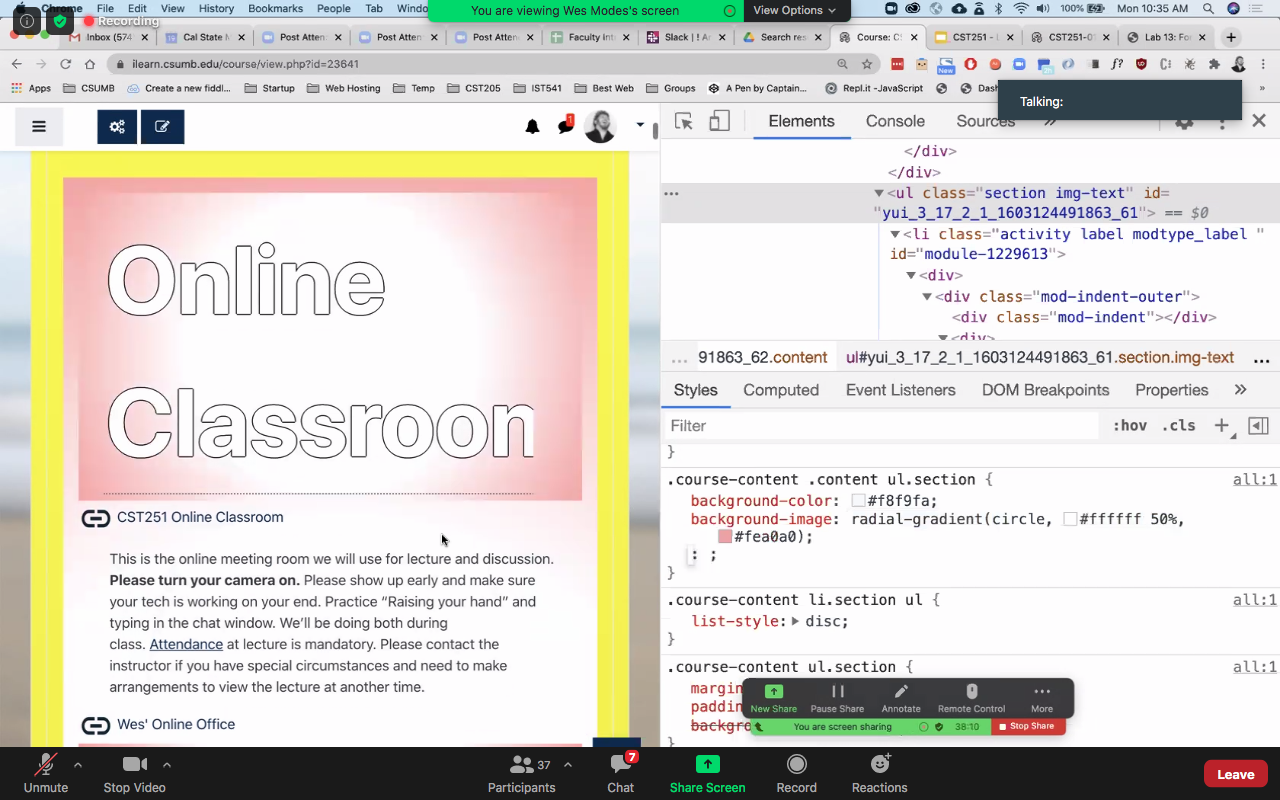 Chrome File Edit View History Bookmarks People Tab Window
You are viewing Wes Modes's screen
View Options
100% Mon 10:35 AM
Recording
Inbox (574
Cal State M
Post Attend
Post Attend
Post Attend
Faculty Inte
Slack | ! A
Search res
Course: CS
CST251 - L
CST251-01
Lab 13: For
ilearn.csumb.edu/course/view.php?id=23641
Apps CSUMB Create a new fiddl... Startup Web Hosting Temp CST205 IST541 Best Web Groups A Pen by Captain... Repl.it -JavaScript
New
Talking:
1
Elements Console Sources
</div>
</div>
<ul class="section img-text" id=
"yui_3_17_2_1_1603124491863_61"> == $0
<li class="activity label modtype_label "
id="module-1229613">
<div>
<div class="mod-indent-outer">
<div class="mod-indent"></div>
<div>
... 91863_62.content ul#yui_3_17_2_1_1603124491863_61.section.img-text ...
Styles Computed Event Listeners DOM Breakpoints Properties
Filter :hov .cls
}
.course-content .content ul.section { all:1
background-color: #f8f9fa;
background-image: radial-gradient(circle, #ffffff 50%,
#fea0a0);
: ;
}
.course-content li.section ul { all:1
list-style: disc;
}
.course-content ul.section { all:1
margin
paddin
backgro
}
Online
Classroom
CST251 Online Classroom
This is the online meeting room we will use for lecture and discussion.
Please turn your camera on. Please show up early and make sure
your tech is working on your end. Practice “Raising your hand” and
typing in the chat window. We’ll be doing both during
class. Attendance at lecture is mandatory. Please contact the
instructor if you have special circumstances and need to make
arrangements to view the lecture at another time.
Wes' Online Office
New Share Pause Share Annotate Remote Control More
You are screen sharing 38:10 Stop Share
Unmute Stop Video Participants 37 Chat 7 Share Screen Record Reactions Leave